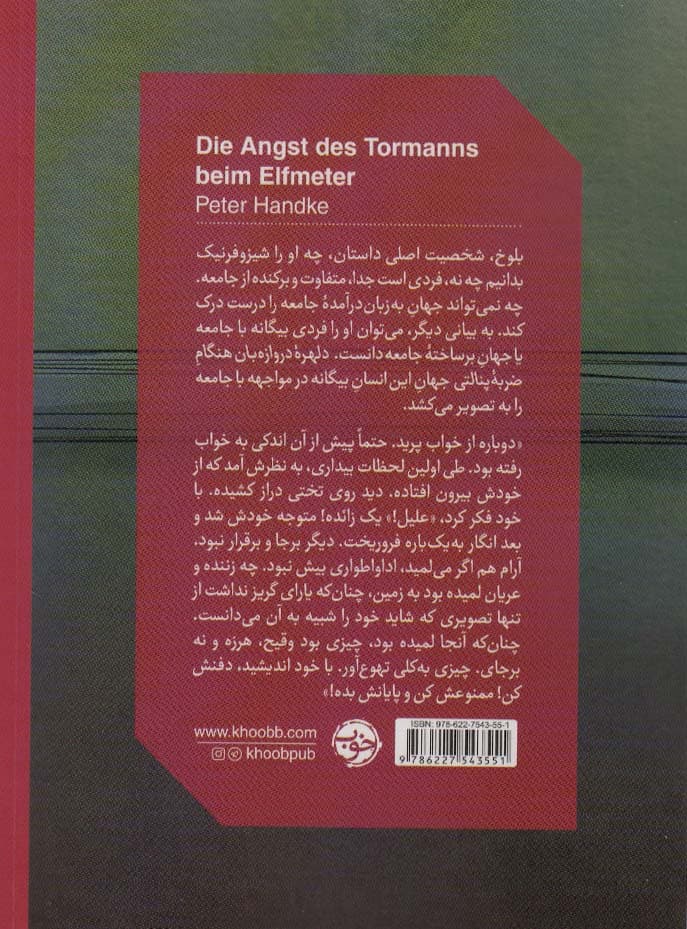 Die Angst des Tormanns
beim Elfmeter
Peter Handke
بلوخ، شخصیت اصلی داستان، چه او را شیزوفرنیک
بدانیم چه نه، فردی است جدا، متفاوت و برکنده از جامعه.
چه نمی‌تواند جهانِ به‌زبان‌درآمدهٔ جامعه را درست درک
کند. به بیانی دیگر، می‌توان او را فردی بیگانه با جامعه
یا جهانِ برساختهٔ جامعه دانست. دلهرهٔ دروازه‌بان هنگام
ضربهٔ پنالتی جهانِ این انسانِ بیگانه در مواجهه با جامعه
را به تصویر می‌کشد.
«دوباره از خواب پرید. حتماً پیش از آن اندکی به خواب
رفته بود. طی اولین لحظات بیداری، به نظرش آمد که از
خودش بیرون افتاده. دید روی تختی دراز کشیده. با
خود فکر کرد، «علیل!» یک زائده! متوجه خودش شد و
بعد انگار به‌یک‌باره فروریخت. دیگر برجا و برقرار نبود.
آرام هم اگر می‌لمید، اداواطواری بیش نبود. چه زننده و
عریان لمیده بود به زمین، چنان‌که یارای گریز نداشت از
تنها تصویری که شاید خود را شبیه به آن می‌دانست.
چنان‌که آنجا لمیده بود، چیزی بود وقیح، هرزه و نه
برجای. چیزی به‌کلی تهوع‌آور. با خود اندیشید، دفنش
کن! ممنوعش کن و پایانش بده!»
www.khoobb.com
khoobpub
خوب
ISBN: 978-622-7543-55-1
9 786227 543551